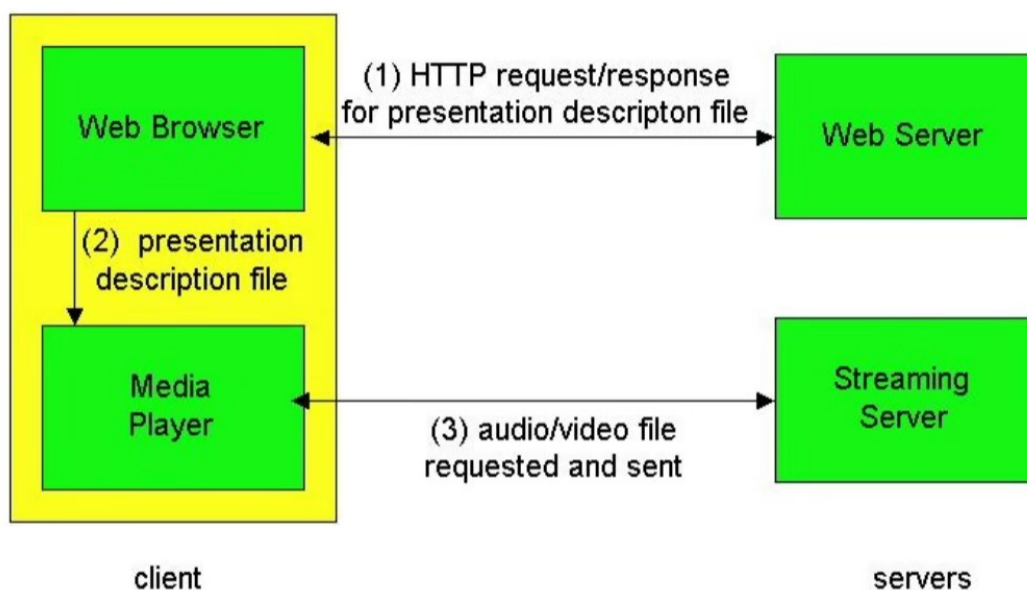 (1) HTTP request/response
for presentation descripton file
Web Browser
Web Server
(2) presentation
description file
Media
Player
Streaming
Server
(3) audio/video file
requested and sent
client
servers